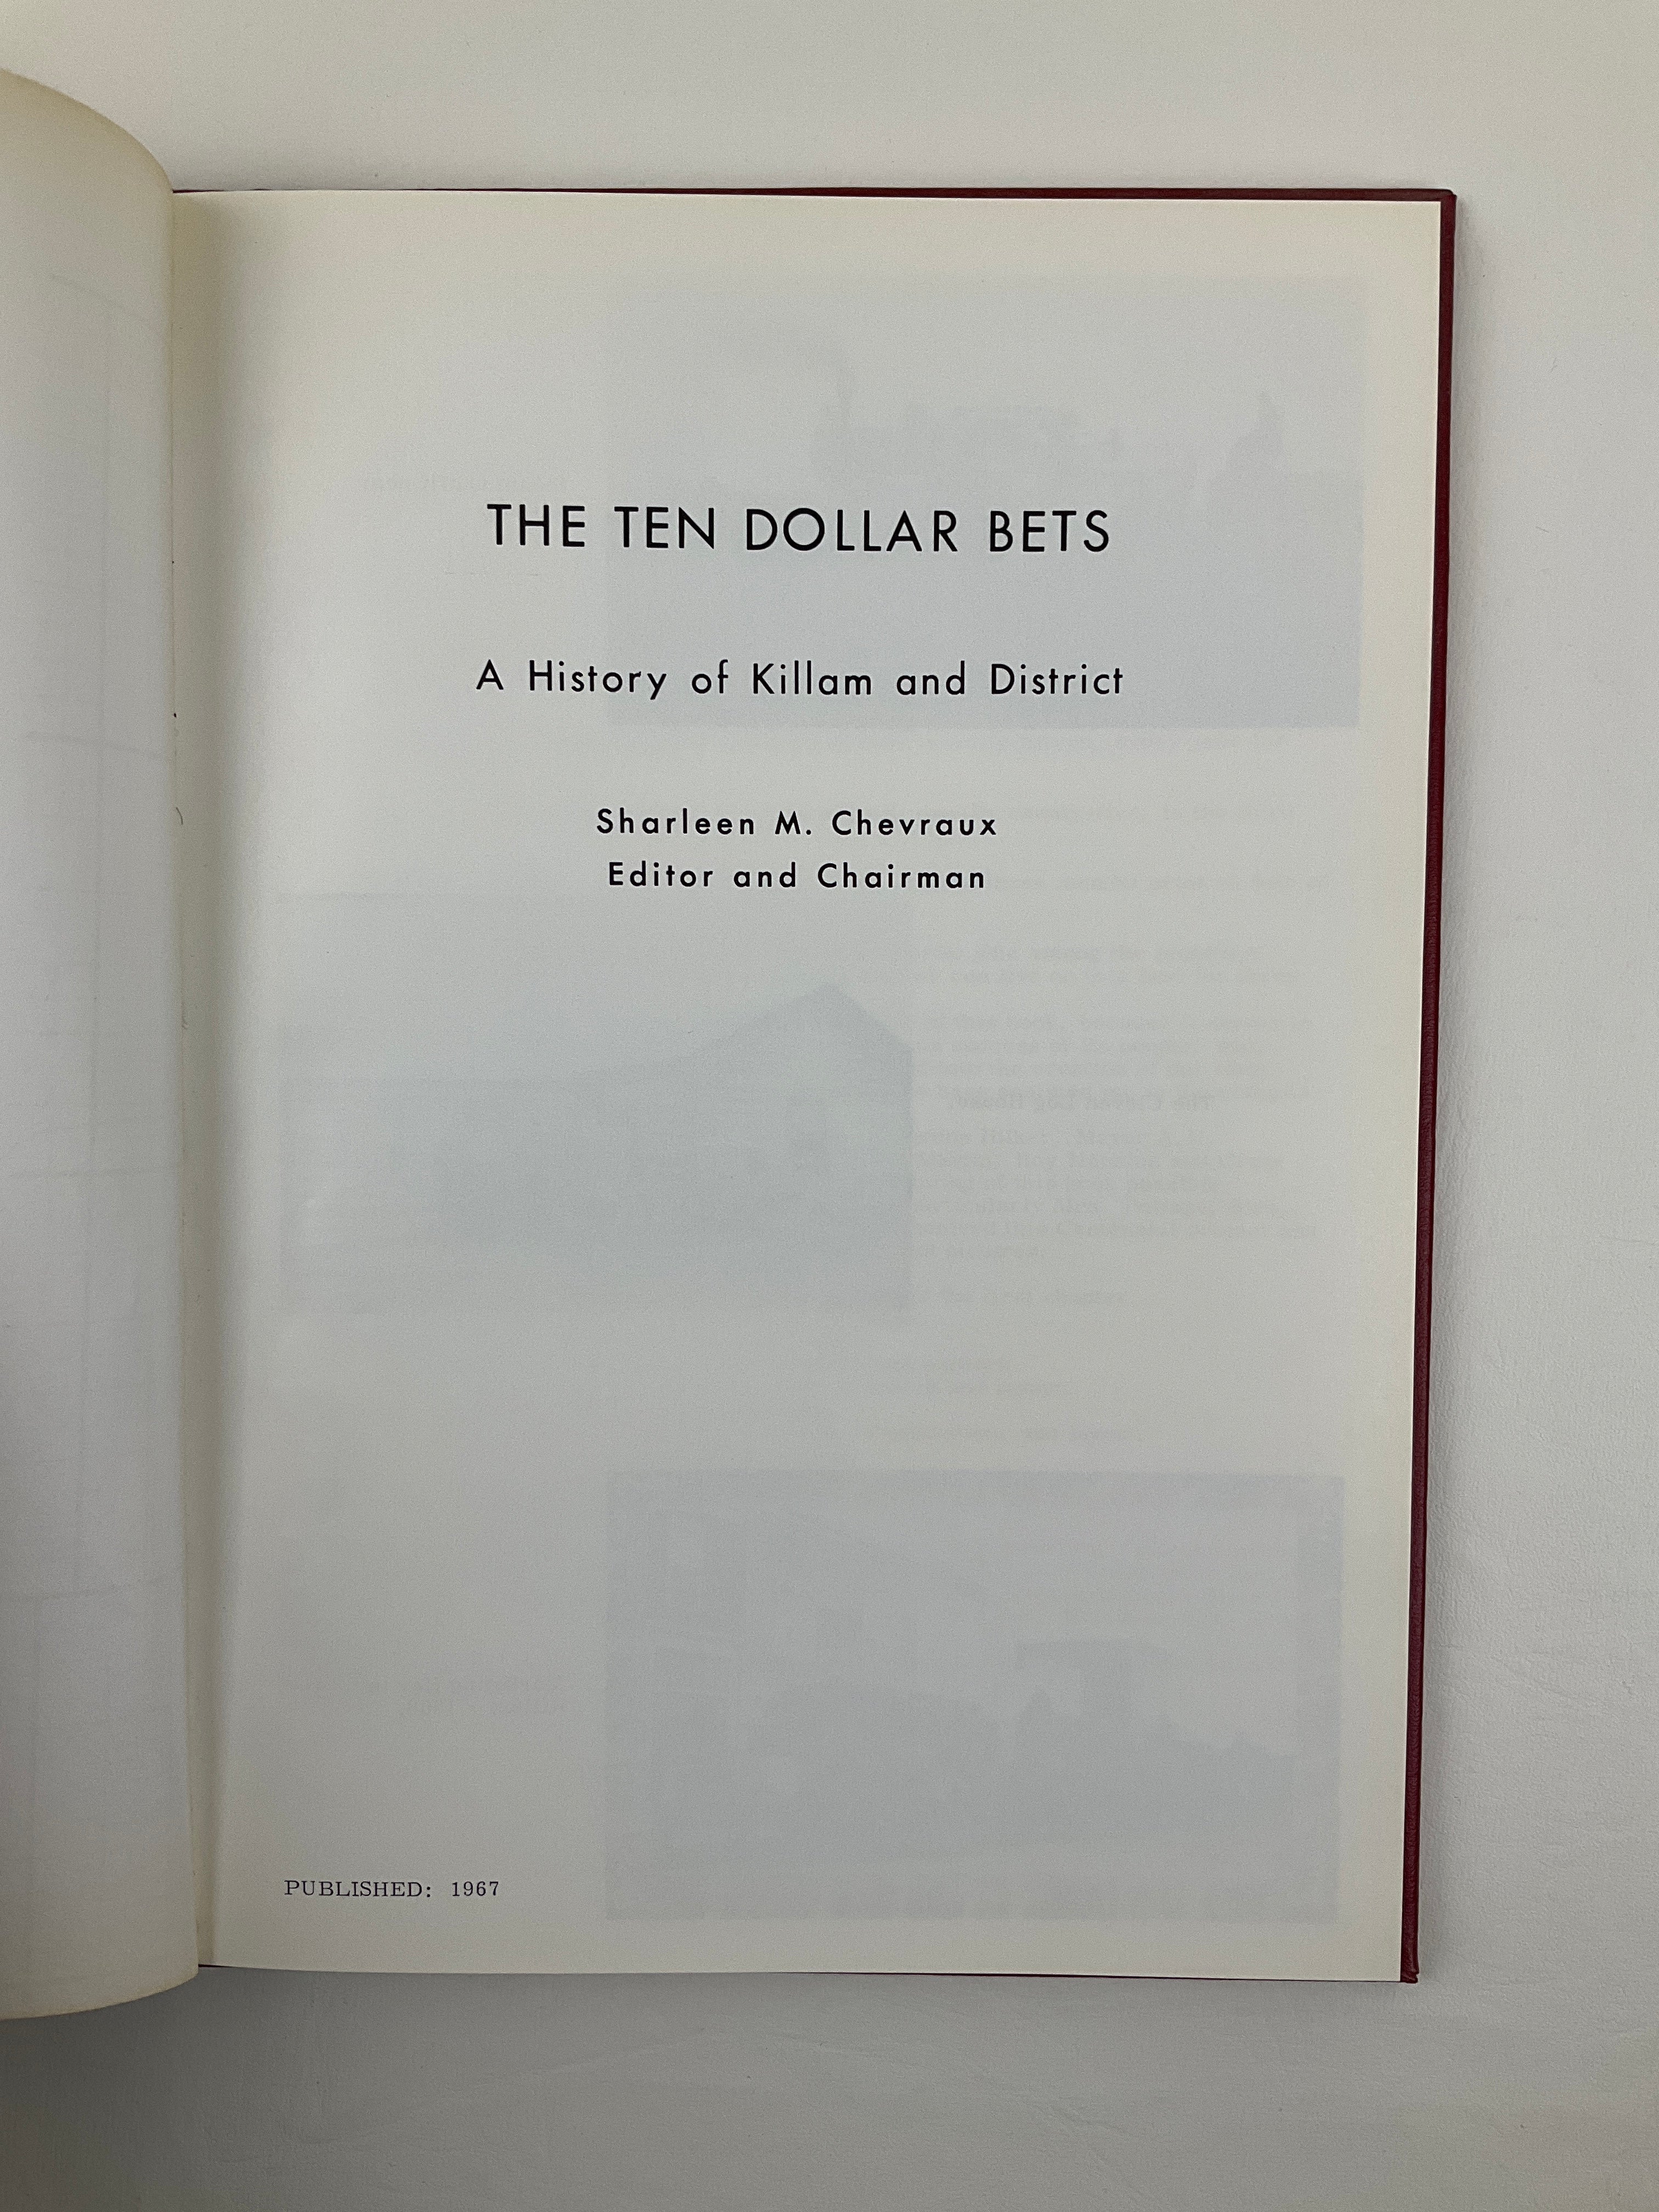 THE TEN DOLLAR BETS
A History of Killam and District
Sharleen M. Chevraux
Editor and Chairman
PUBLISHED: 1967